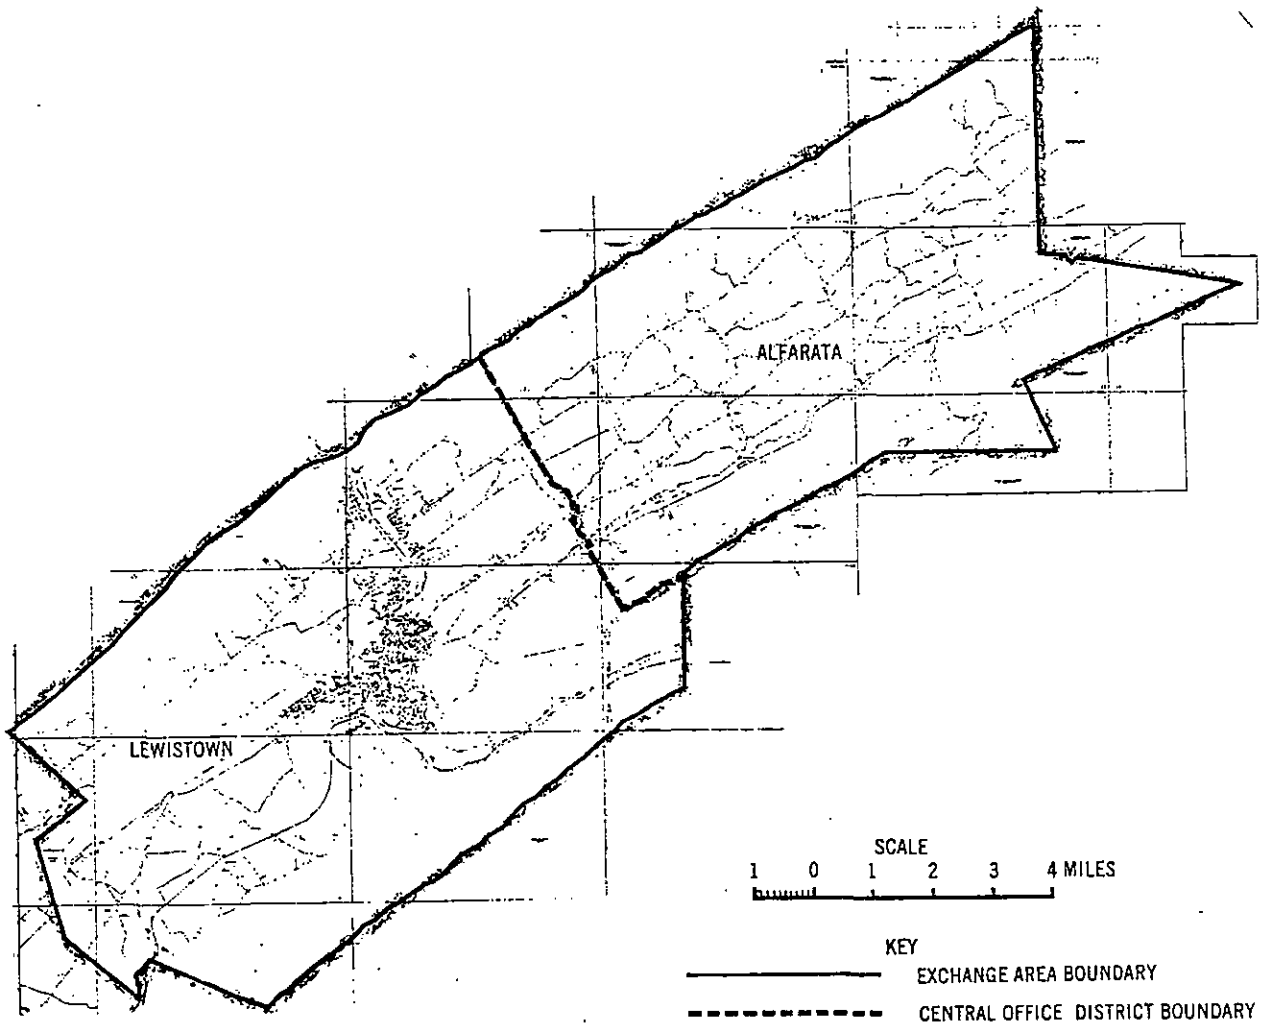 ALFARATA
LEWISTOWN
SCALE
1 0 1 2 3 4 MILES
KEY
EXCHANGE AREA BOUNDARY
CENTRAL OFFICE DISTRICT BOUNDARY